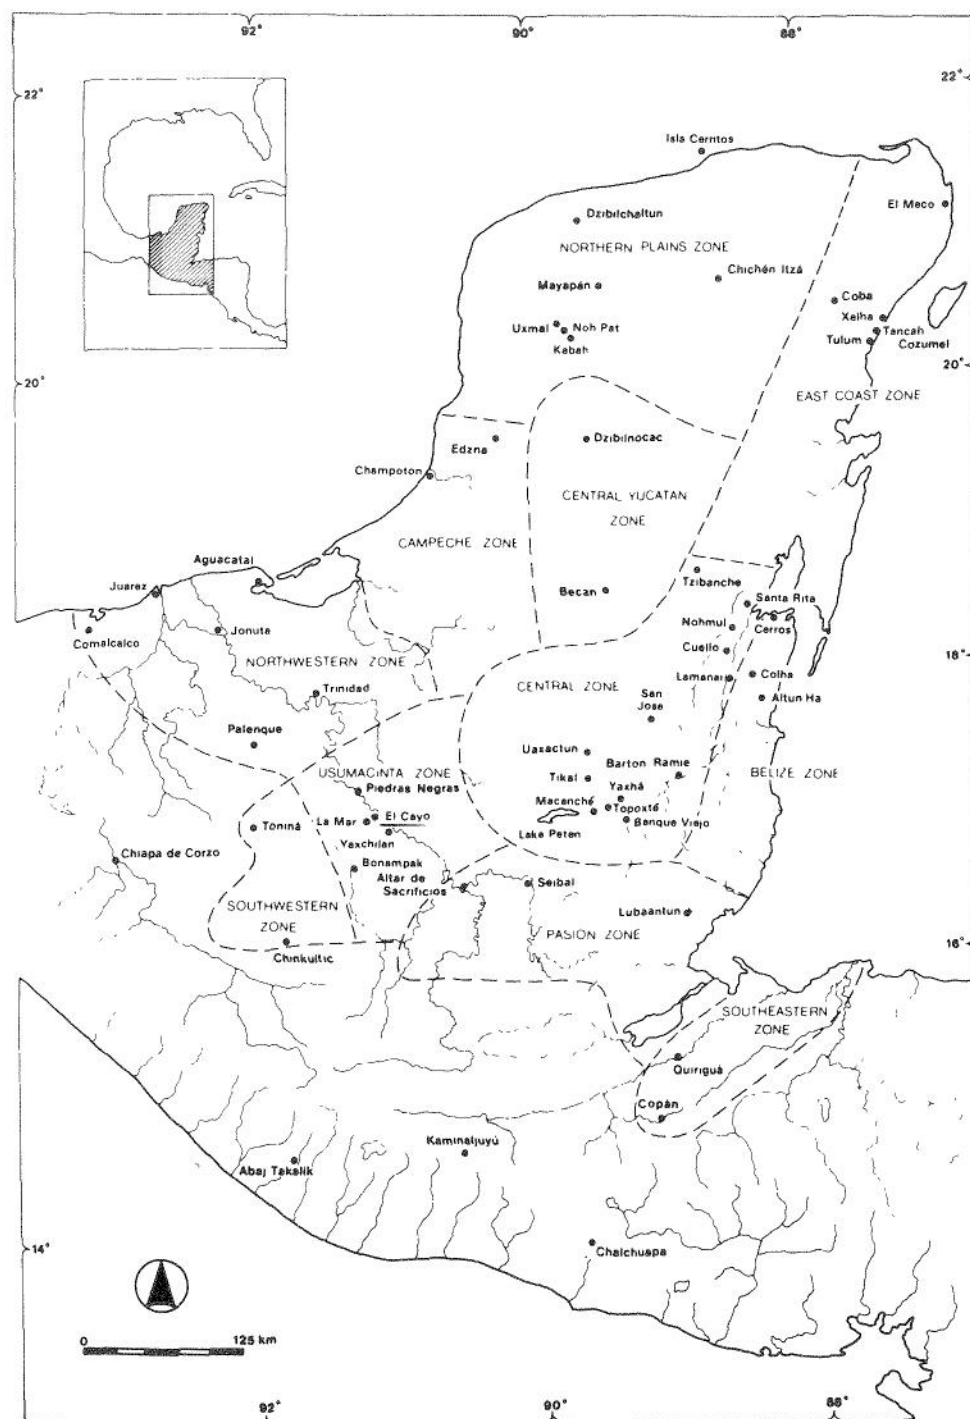 92°
90°
88°
22°
22°
Isla Cerritos
El Meco
Dzibilchaltun
NORTHERN PLAINS ZONE
Chichén Itzá
Mayapán
Coba
Xelha
Uxmal
Noh Pat
Tancah
Kabah
Tulum
Cozumel
20°
20°
EAST COAST ZONE
Edzna
Dzibilnocac
Champoton
CENTRAL YUCATAN
ZONE
CAMPECHE ZONE
Aguacatal
Tzibanche
Juarez
Becan
Santa Rita
Nohmul
Cerros
Comalcalco
Jonuta
Cuello
18°
18°
NORTHWESTERN ZONE
CENTRAL ZONE
Lamanai
Colha
Trinidad
San
Jose
Altun Ha
Palenque
Uaxactun
Barton Ramie
BELIZE ZONE
USUMACINTA ZONE
Tikal
Yaxhá
Piedras Negras
Macanché
Topoxté
La Mar
El Cayo
Banque Viejo
Toniná
Lake Peten
Yaxchilan
Chiapa de Corzo
Bonampak
Altar de
Sacrificios
Seibal
SOUTHWESTERN
ZONE
Lubaantun
PASION ZONE
Chinkultic
16°
16°
SOUTHEASTERN
ZONE
Quiriguá
Copán
Kaminaljuyú
Abaj Takalik
14°
Chalchuapa
0
125 km
92°
90°
88°